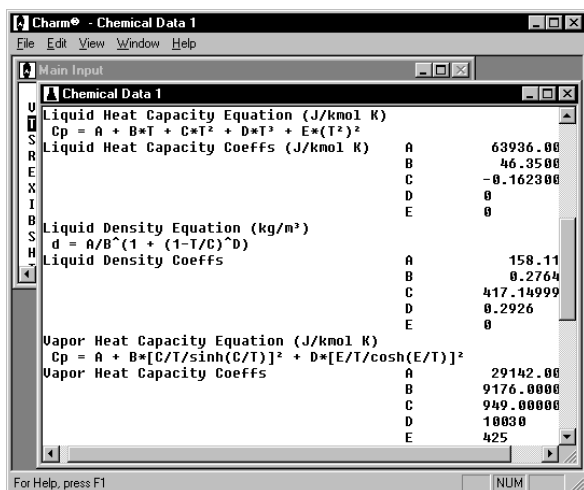 Charm® - Chemical Data 1
File Edit View Window Help
Main Input
Chemical Data 1
U
T
S
R
E
X
I
B
S
H
Liquid Heat Capacity Equation (J/kmol K)
Cp = A + B*T + C*T² + D*T³ + E*(T²)²
Liquid Heat Capacity Coeffs (J/kmol K) A 63936.00
B 46.3500
C -0.162300
D 0
E 0
Liquid Density Equation (kg/m³)
d = A/B^(1 + (1-T/C)^D)
Liquid Density Coeffs A 158.11
B 0.2764
C 417.14999
D 0.2926
E 0
Vapor Heat Capacity Equation (J/kmol K)
Cp = A + B*[C/T/sinh(C/T)]² + D*[E/T/cosh(E/T)]²
Vapor Heat Capacity Coeffs A 29142.00
B 9176.0000
C 949.00000
D 10030
E 425
For Help, press F1
NUM